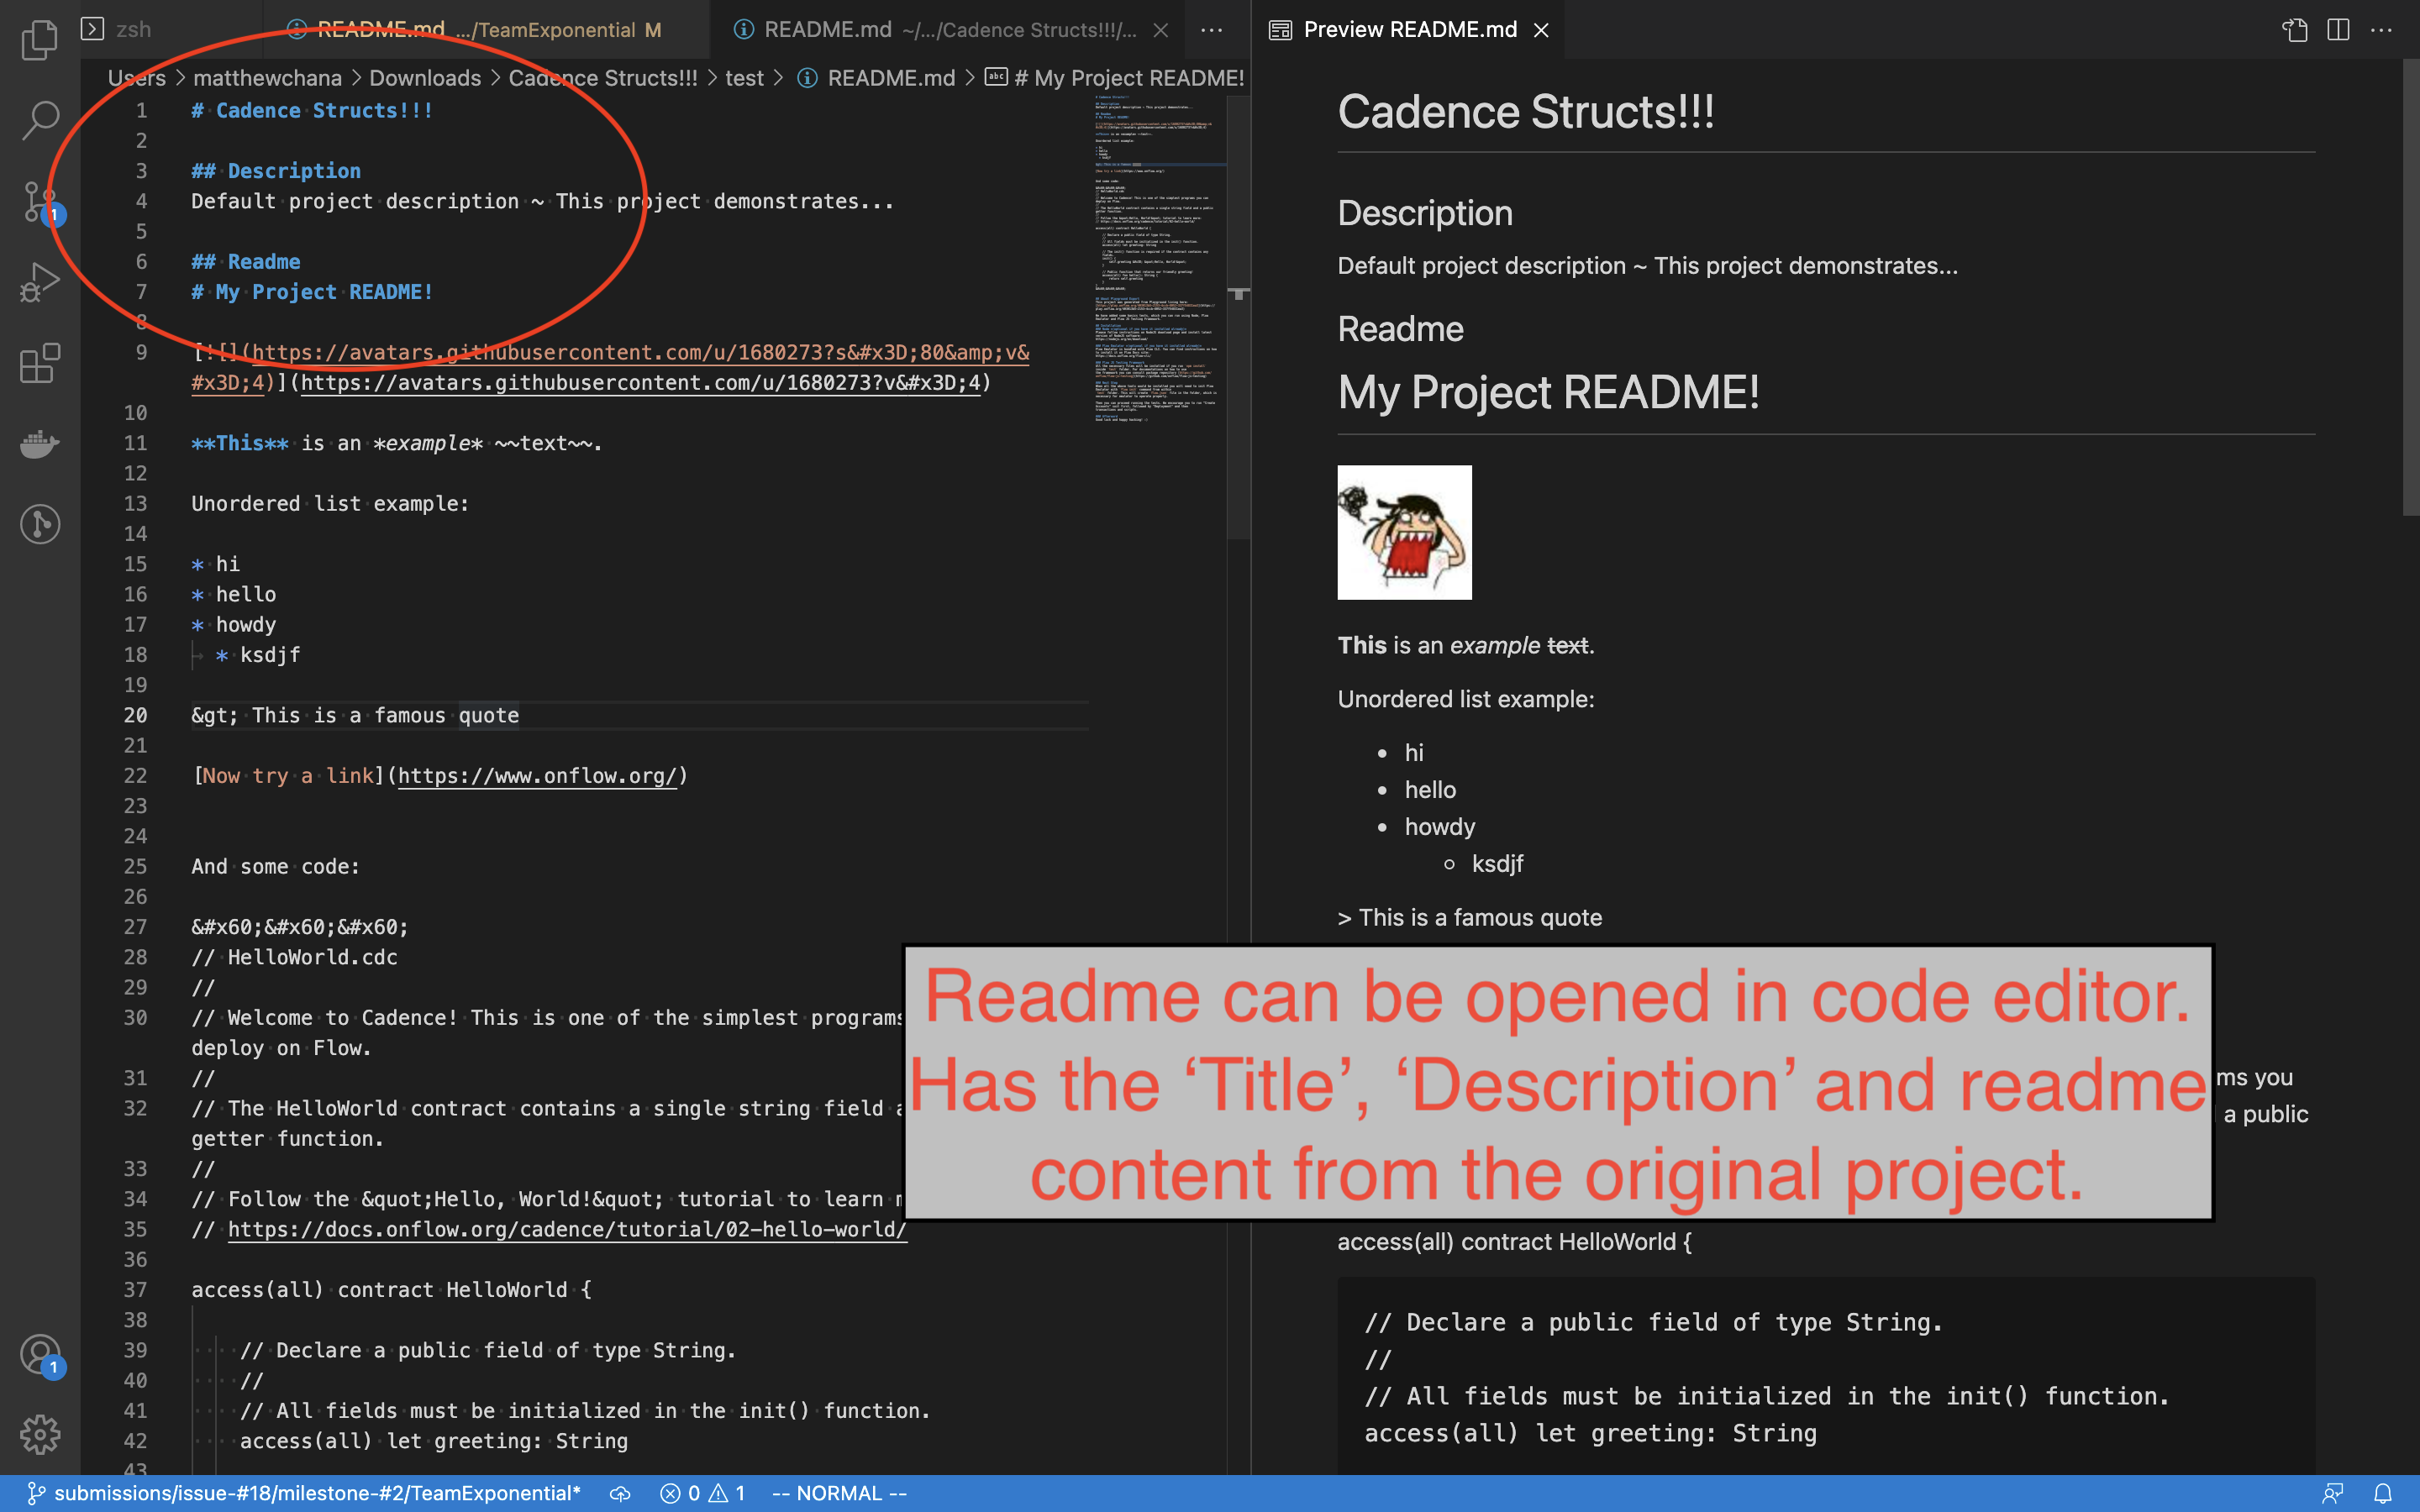 zsh
README.md .../TeamExponential M
README.md ~/.../Cadence Structs!!!/...
Preview README.md
Users > matthewchana > Downloads > Cadence Structs!!! > test > README.md > # My Project README!
1 # Cadence Structs!!!
2
3 ## Description
4 Default project description ~ This project demonstrates...
5
6 ## Readme
7 # My Project README!
8
9 [![](https://avatars.githubusercontent.com/u/1680273?s&#x3D;80&amp;v&
#x3D;4)](https://avatars.githubusercontent.com/u/1680273?v&#x3D;4)
10
11 **This** is an *example* ~~text~~.
12
13 Unordered list example:
14
15 * hi
16 * hello
17 * howdy
18 * ksdjf
19
20 &gt; This is a famous quote
21
22 [Now try a link](https://www.onflow.org/)
23
24
25 And some code:
26
27 &#x60;&#x60;&#x60;
28 // HelloWorld.cdc
29 //
30 // Welcome to Cadence! This is one of the simplest programs
deploy on Flow.
31 //
32 // The HelloWorld contract contains a single string field
getter function.
33 //
34 // Follow the &quot;Hello, World!&quot; tutorial to learn
35 // https://docs.onflow.org/cadence/tutorial/02-hello-world/
36
37 access(all) contract HelloWorld {
38
39 // Declare a public field of type String.
40 //
41 // All fields must be initialized in the init() function.
42 access(all) let greeting: String
43
Cadence Structs!!!
Description
Default project description ~ This project demonstrates...
Readme
My Project README!
This is an example text.
Unordered list example:
hi
hello
howdy
ksdjf
> This is a famous quote
Readme can be opened in code editor.
Has the ‘Title’, ‘Description’ and readme
content from the original project.
ms you
a public
access(all) contract HelloWorld {
// Declare a public field of type String.
//
// All fields must be initialized in the init() function.
access(all) let greeting: String
1
1
submissions/issue-#18/milestone-#2/TeamExponential* 0 1 -- NORMAL --